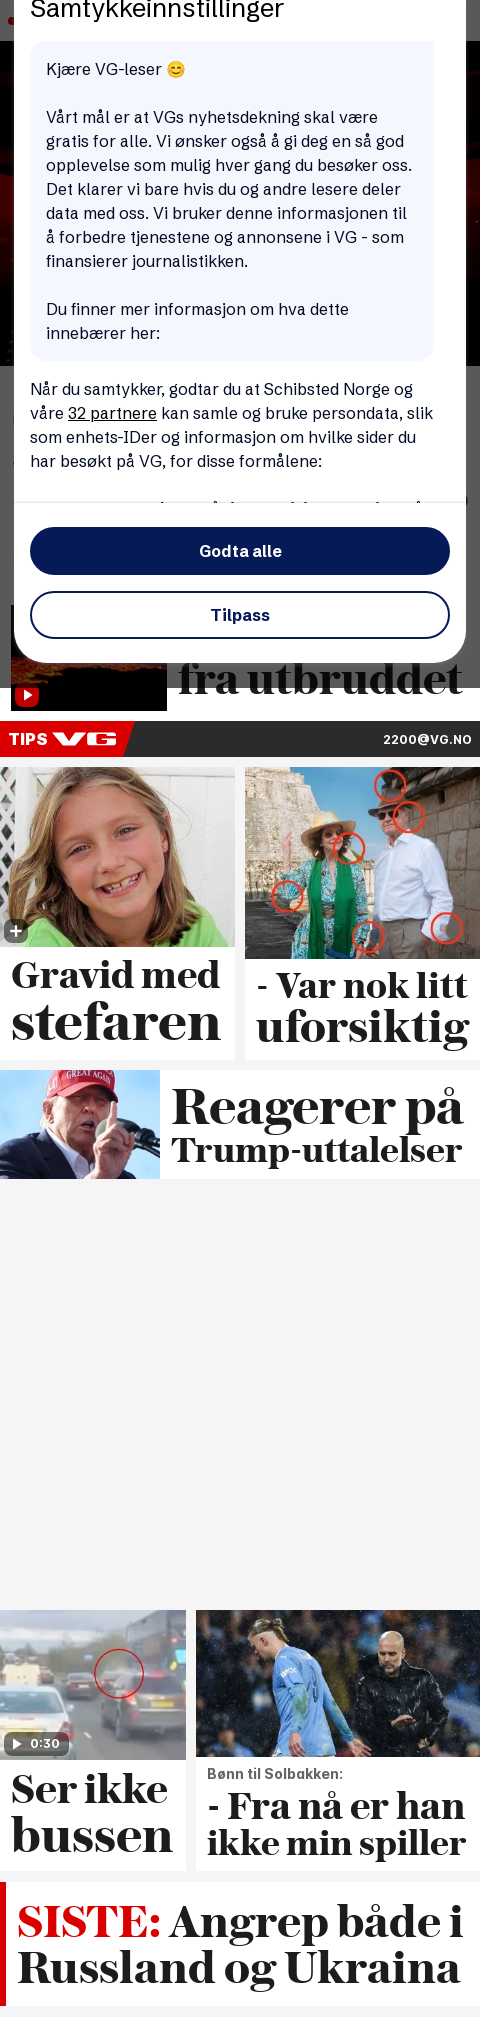 Samtykkeinnstillinger
Kjære VG-leser 😊
Vårt mål er at VGs nyhetsdekning skal være
gratis for alle. Vi ønsker også å gi deg en så god
opplevelse som mulig hver gang du besøker oss.
Det klarer vi bare hvis du og andre lesere deler
data med oss. Vi bruker denne informasjonen til
å forbedre tjenestene og annonsene i VG - som
finansierer journalistikken.
Du finner mer informasjon om hva dette
innebærer her:
Når du samtykker, godtar du at Schibsted Norge og
våre 32 partnere kan samle og bruke persondata, slik
som enhets-IDer og informasjon om hvilke sider du
har besøkt på VG, for disse formålene:
Godta alle
Tilpass
fra utbruddet
TIPS VG
2200@VG.NO
Gravid med
stefaren
- Var nok litt
uforsiktig
GREAT AGAIN
Reagerer på
Trump-uttalelser
0:30
Ser ikke
bussen
Bønn til Solbakken:
- Fra nå er han
ikke min spiller
SISTE: Angrep både i
Russland og Ukraina